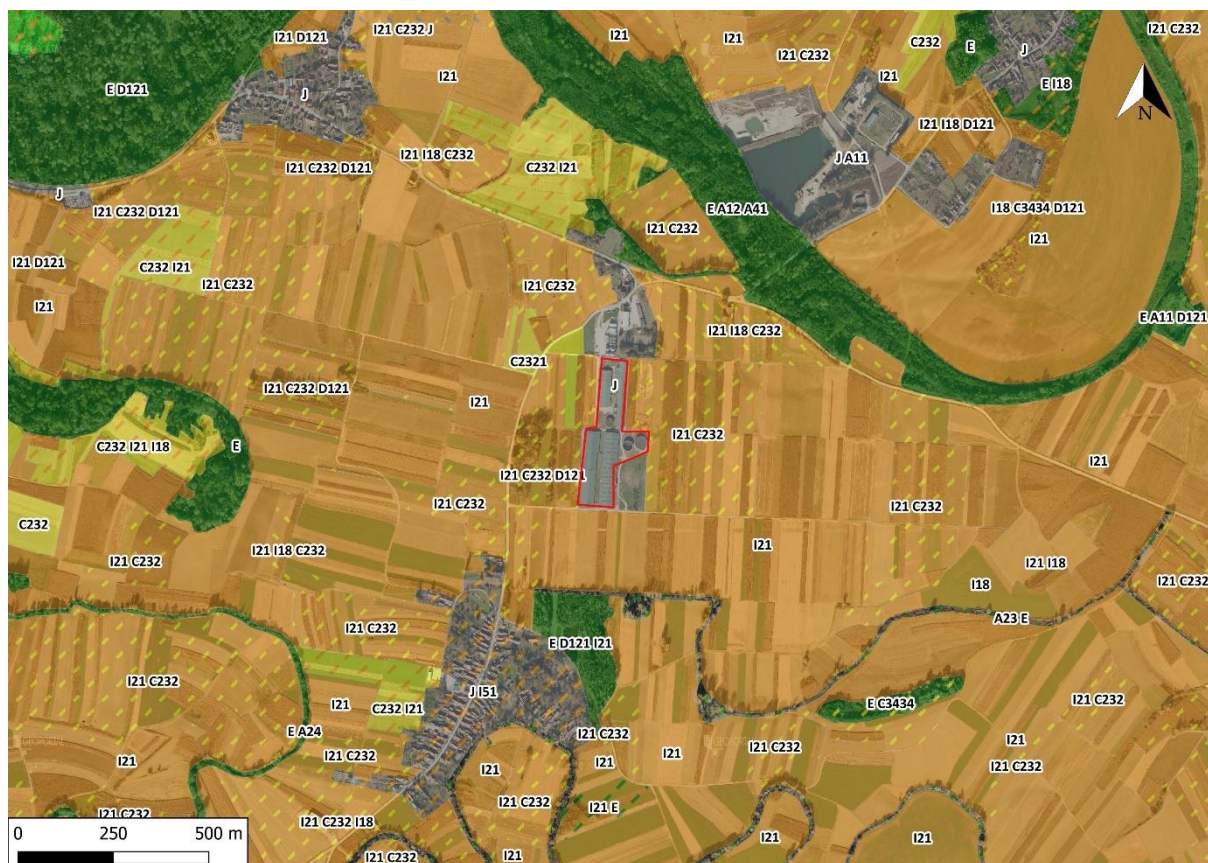 I21 D121
I21 C232 J
I21
I21
I21 C232
I21
C232
E
J
E I18
I21 C232
N
E D121
J
I21
I21 I18 D121
I21 C232 D121
I21 I18 C232
C232 I21
J A11
J
I21 C232 D121
E A12 A41
I18 C3434 D121
I21
I21 C232
I21 D121
C232 I21
I21 C232
I21 C232
I21
E A11 D121
I21 I18 C232
C2321
I21 C232 D121
J
I21
I21 C232
C232 I21 I18
E
I21
I21 C232 D121
I21 C232
I21 C232
C232
I21 C232
I21 I18 C232
I21
I21 I18
I18
I21 C232
A23 E
I21 C232
E D121 I21
I21 C232
J I51
I21
C232 I21
E C3434
I21 C232
E A24
I21 C232
I21 C232
I21
I21
I21 C232
I21
I21
I21 C232
I21
I21 C232
I21 C232
I21 E
I21 C232 I18
I21
I21
I21 C232
I21
0 250 500 m